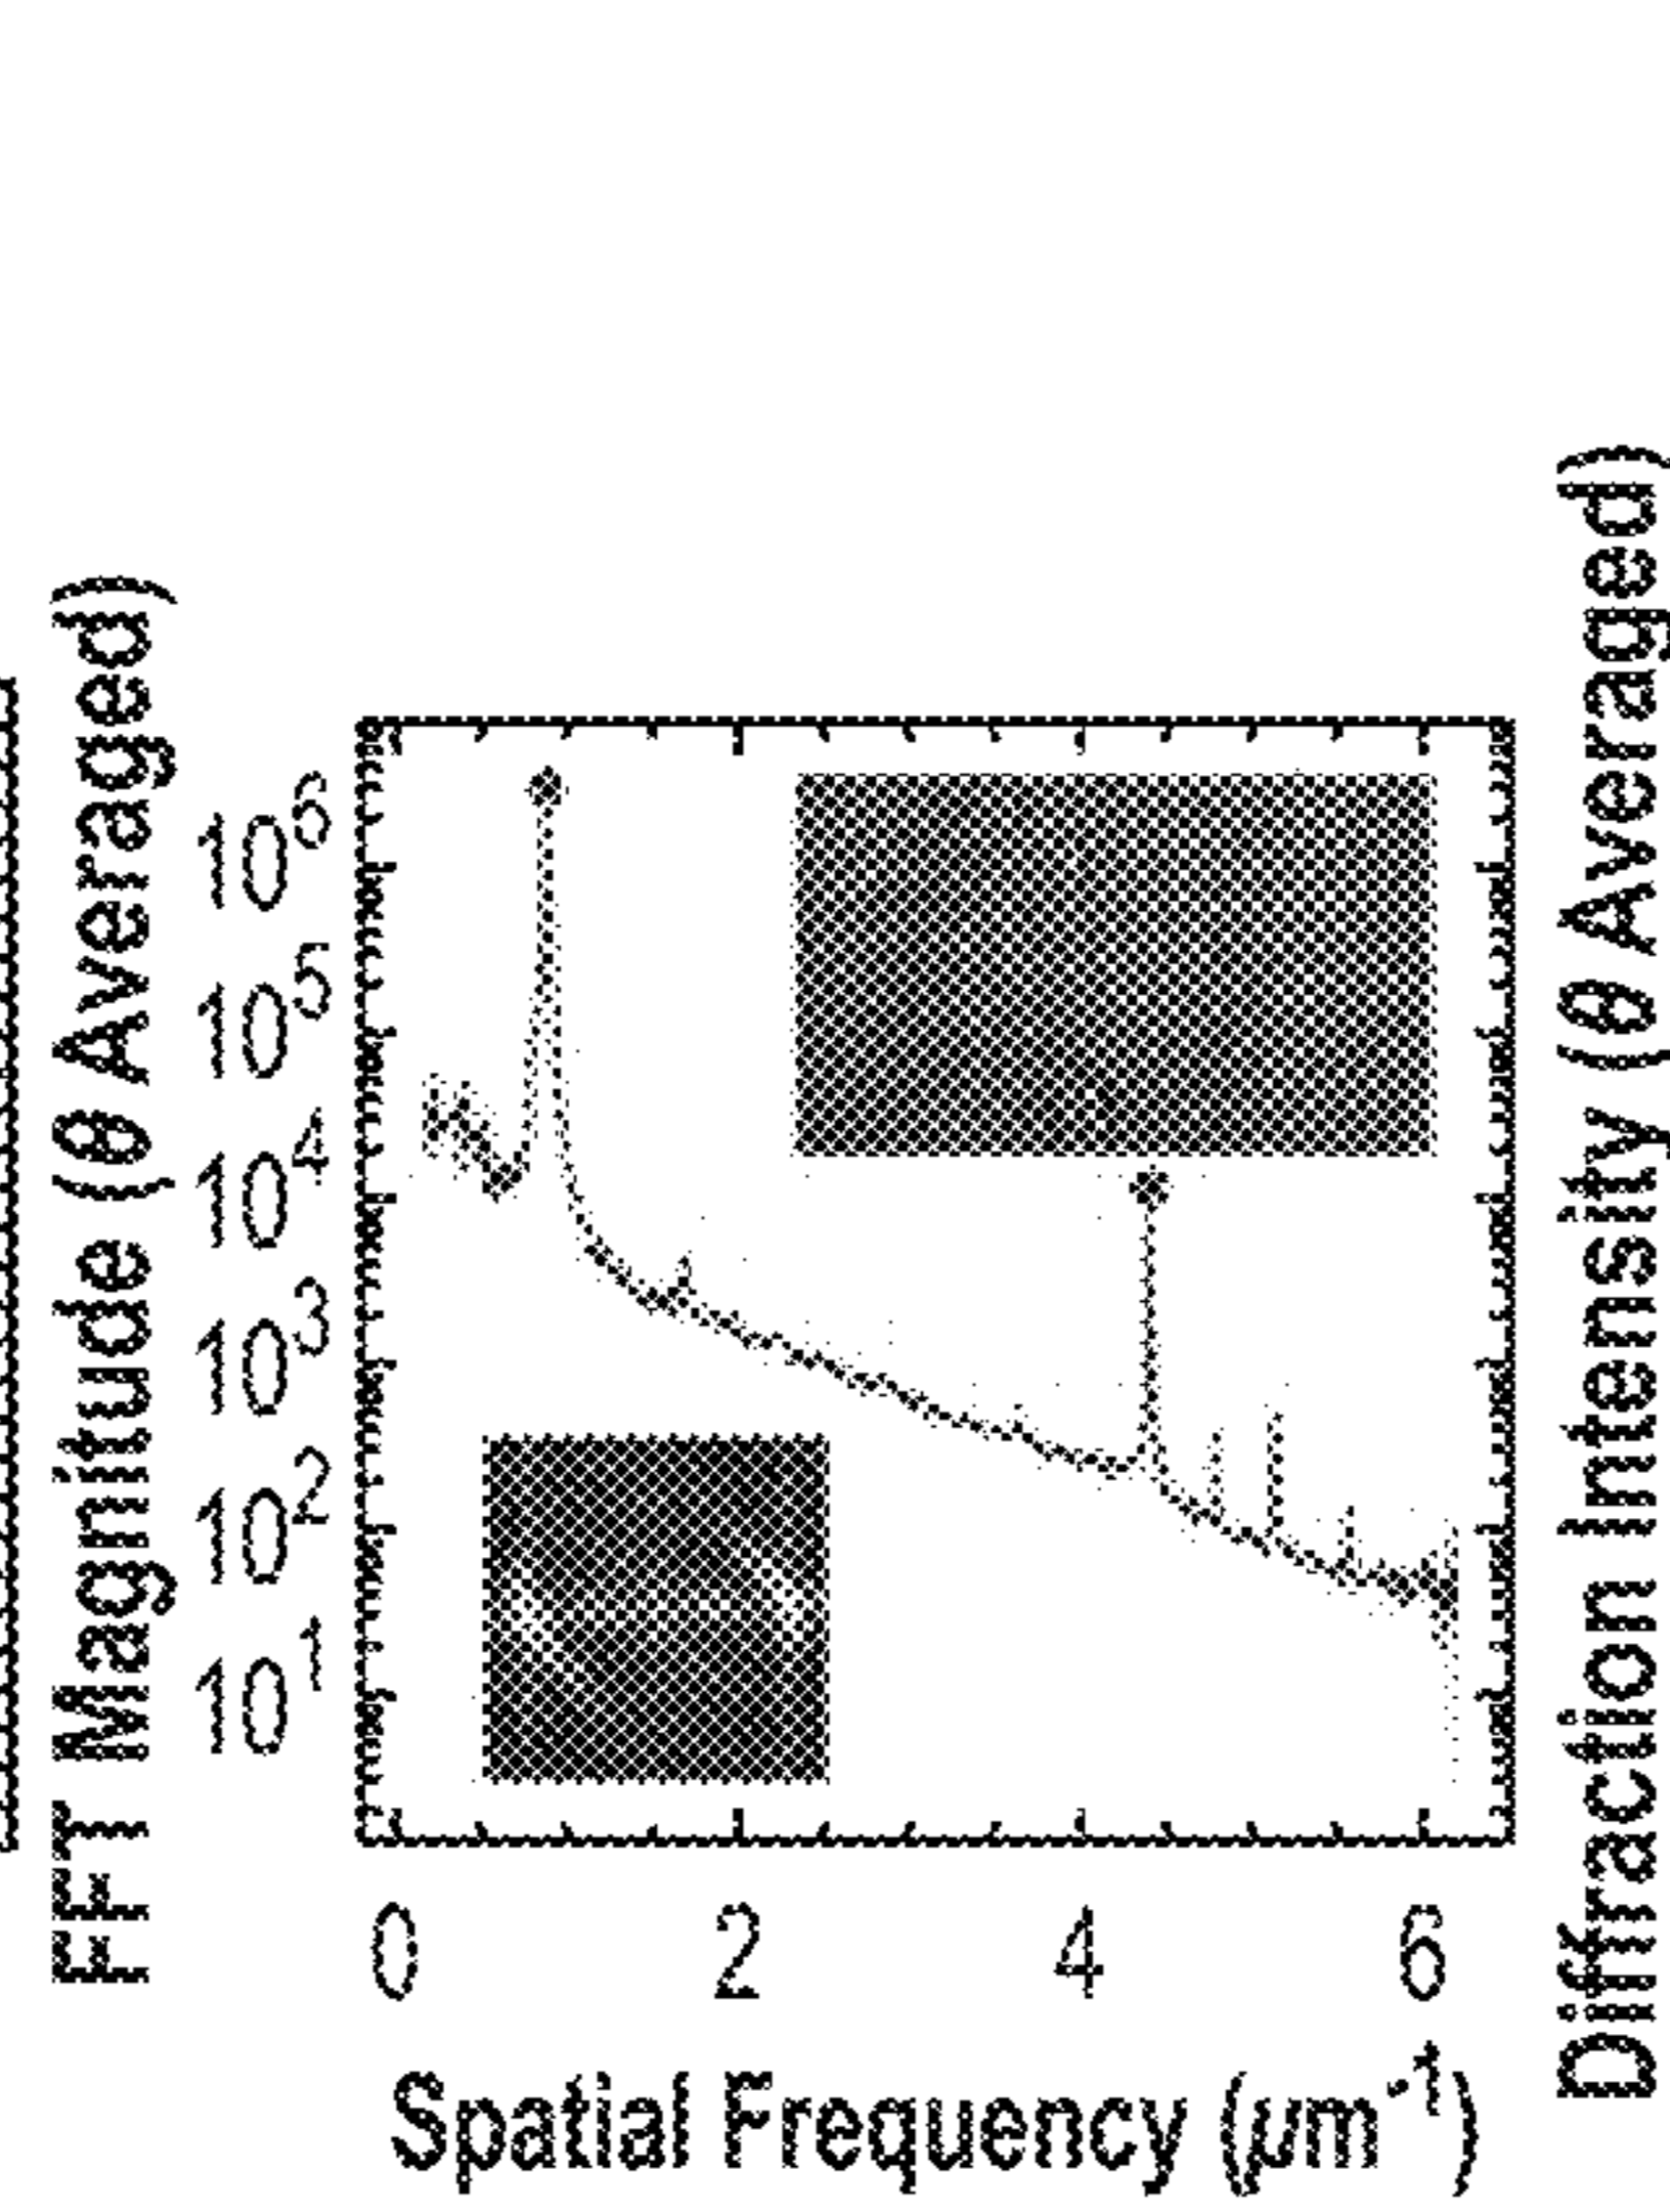 FFT Magnitude (θ Averaged)
10^6
10^5
10^4
10^3
10^2
10^1
0 2 4 6
Spatial Frequency (μm^-1)
Diffraction Intensity (θ Averaged)